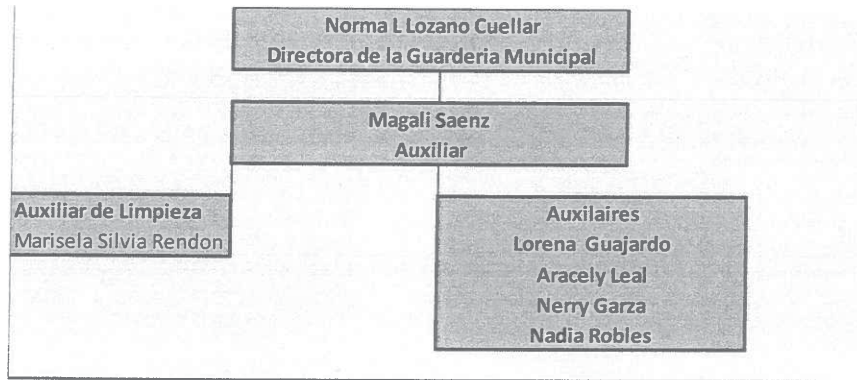 Norma L Lozano Cuellar
Directora de la Guarderia Municipal
Magali Saenz
Auxiliar
Auxiliar de Limpieza
Marisela Silvia Rendon
Auxilaires
Lorena Guajardo
Aracely Leal
Nerry Garza
Nadia Robles